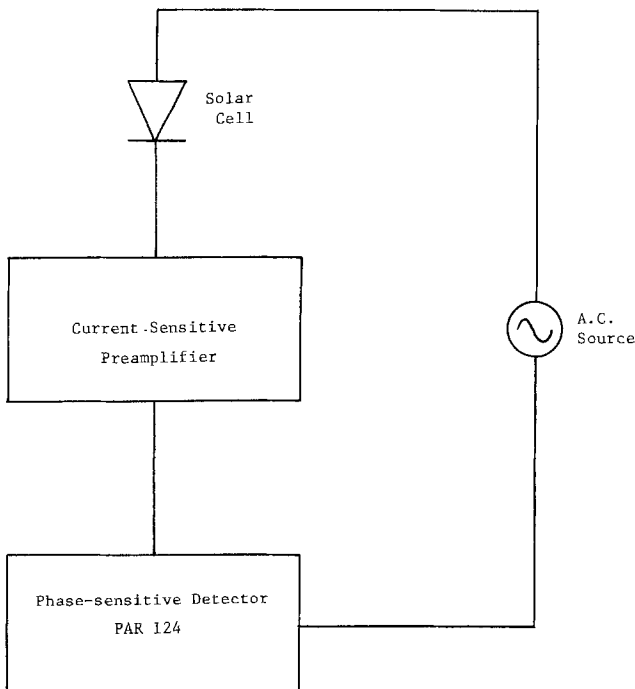 Solar
Cell
Current-Sensitive
Preamplifier
A.C.
Source
Phase-sensitive Detector
PAR 124